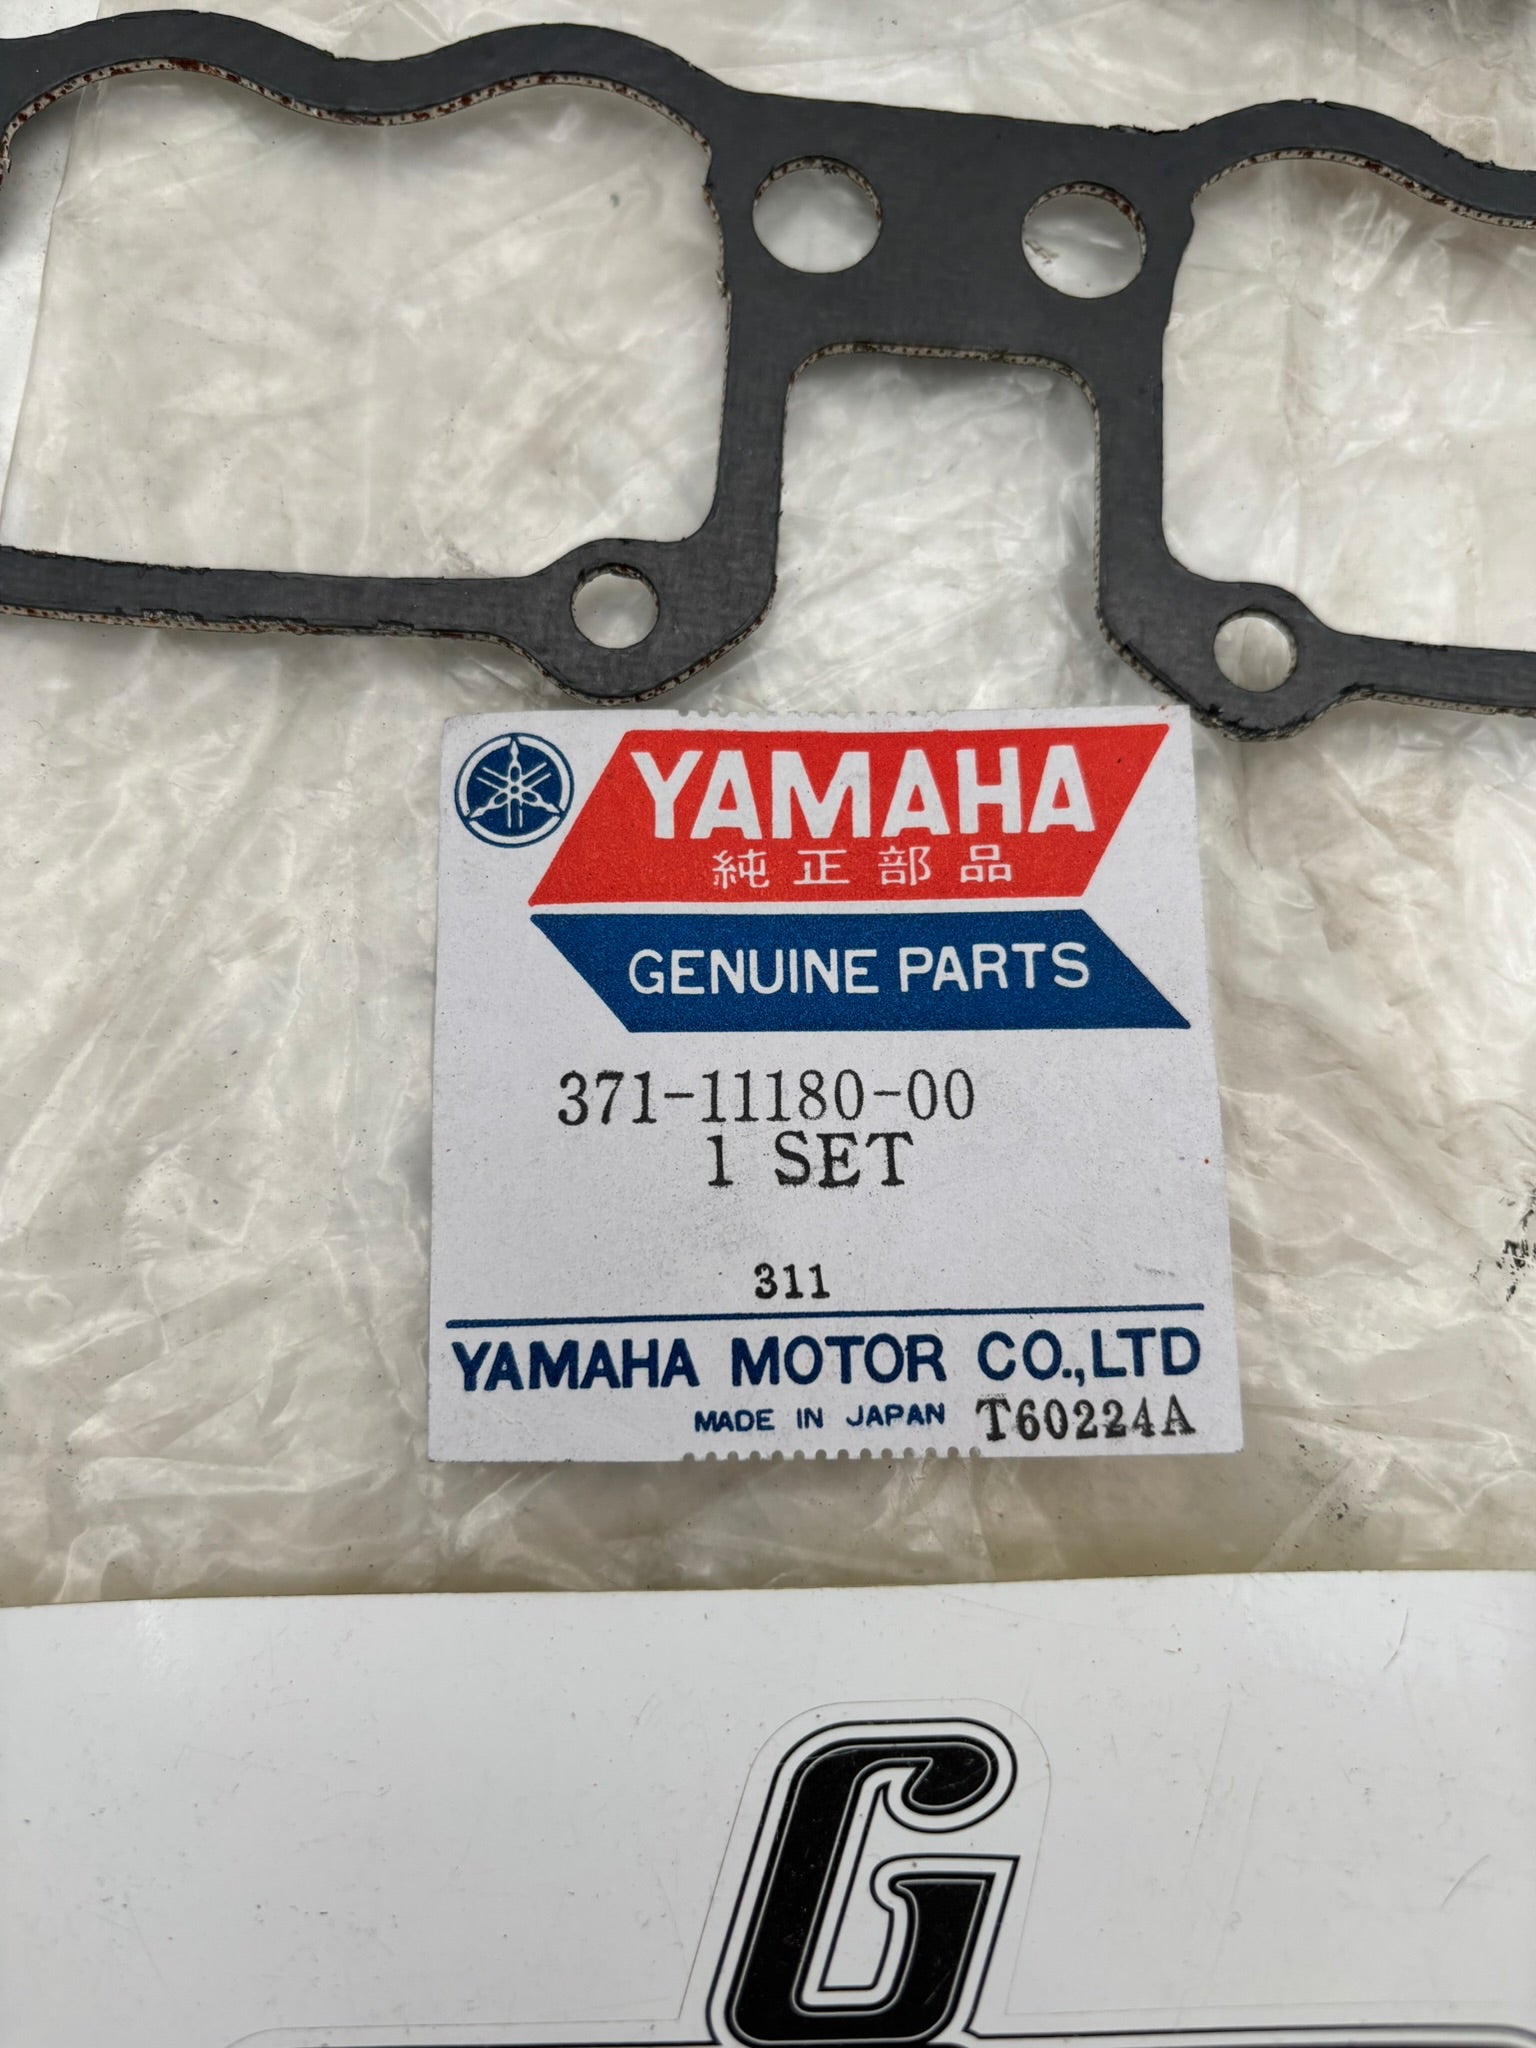 YAMAHA
純正部品
GENUINE PARTS
371-11180-00
1 SET
311
YAMAHA MOTOR CO.,LTD
MADE IN JAPAN T60224A
G